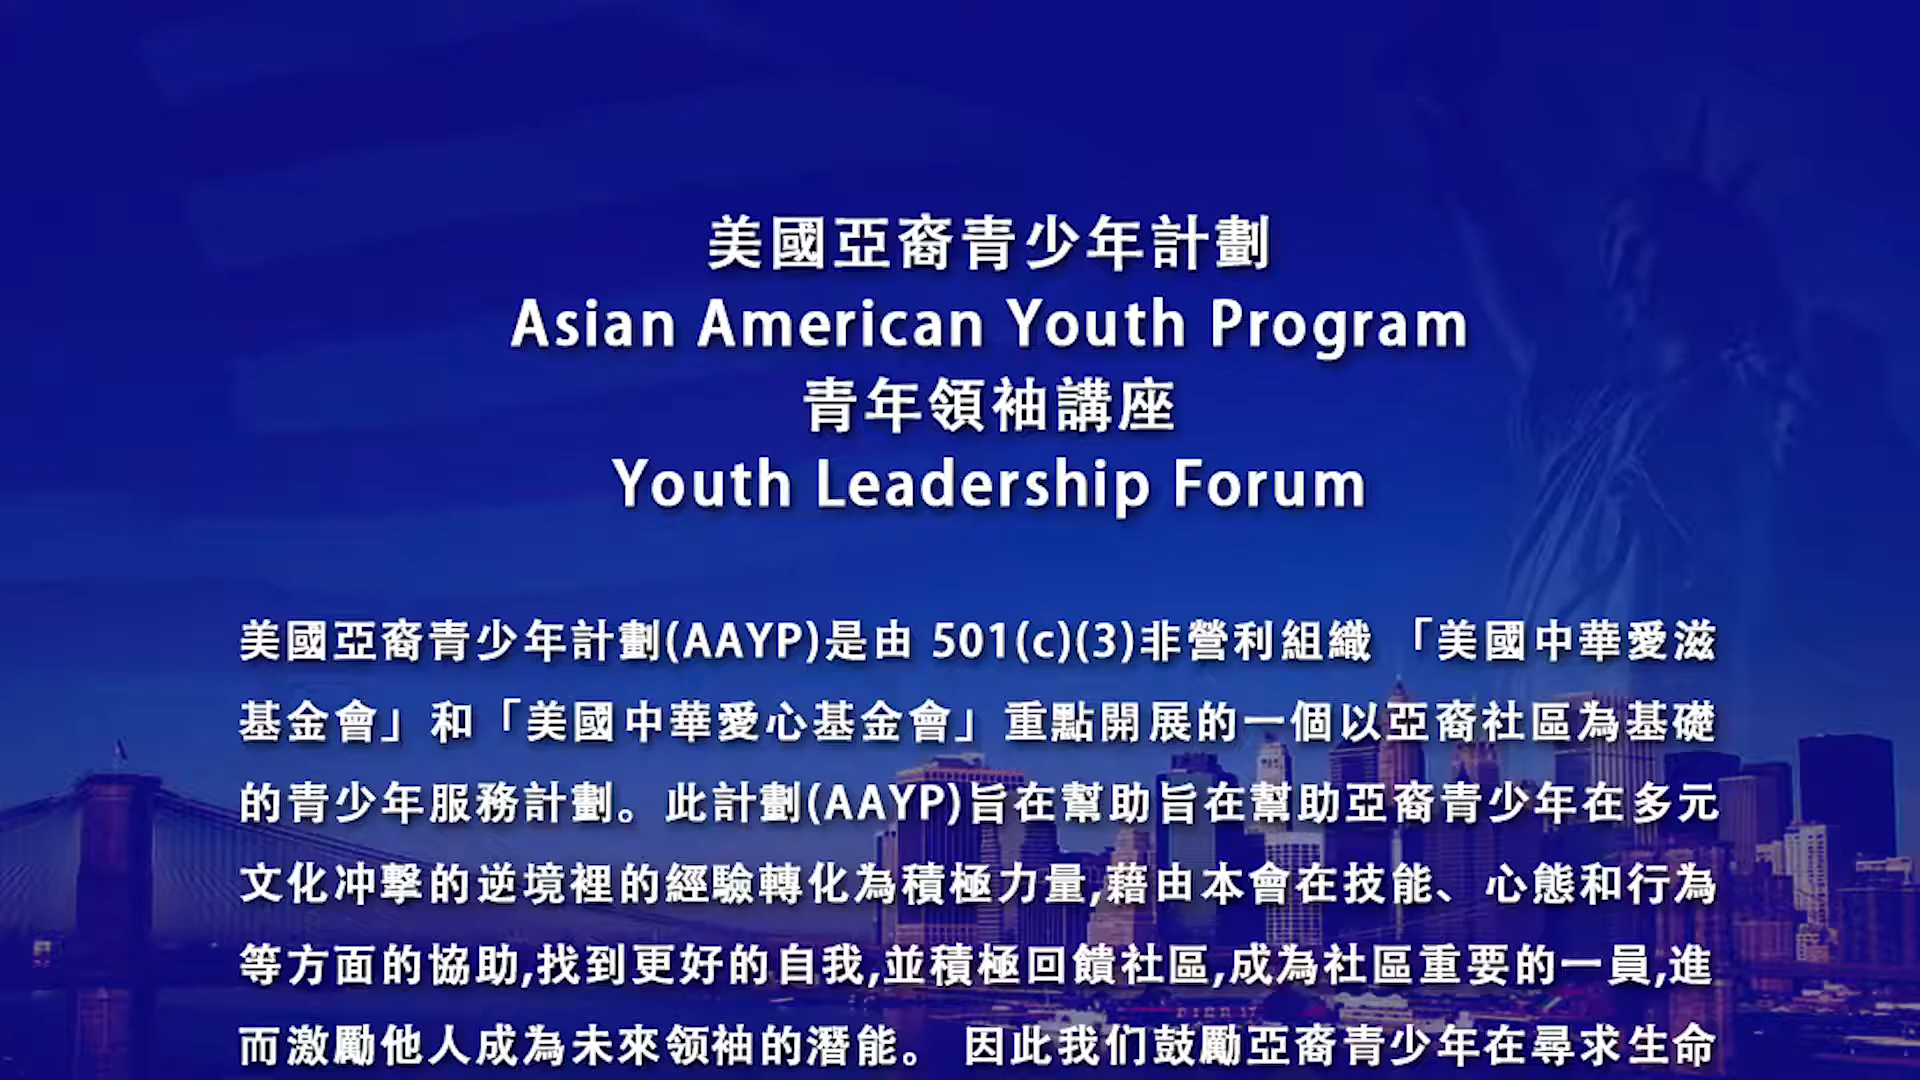 美國亞裔青少年計劃
Asian American Youth Program
青年領袖講座
Youth Leadership Forum
美國亞裔青少年計劃(AAYP)是由 501(c)(3)非營利組織 「美國中華愛滋
基金會」和「美國中華愛心基金會」重點開展的一個以亞裔社區為基礎
的青少年服務計劃。此計劃(AAYP)旨在幫助旨在幫助亞裔青少年在多元
文化冲擊的逆境裡的經驗轉化為積極力量,藉由本會在技能、心態和行為
等方面的協助,找到更好的自我,並積極回饋社區,成為社區重要的一員,進
而激勵他人成為未來领袖的潛能。 因此我们鼓勵亞裔青少年在尋求生命
PIER 17